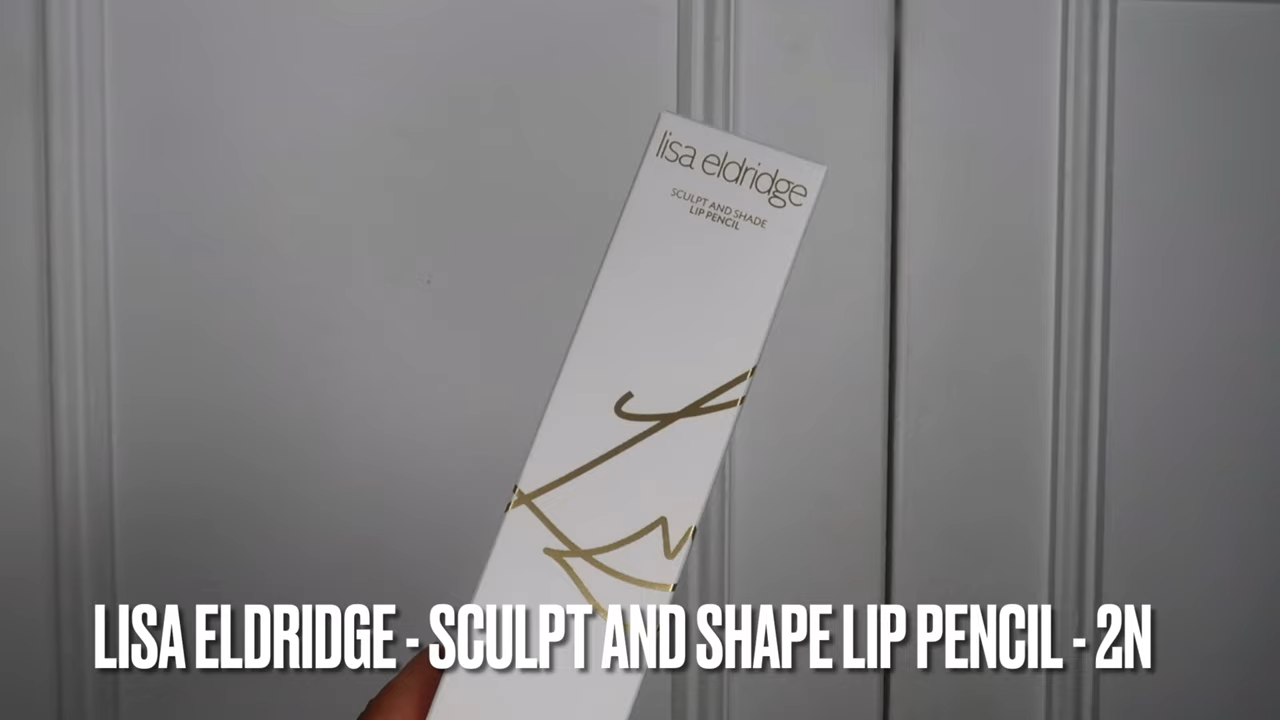 lisa eldridge
SCULPT AND SHADE
LIP PENCIL
LISA ELDRIDGE - SCULPT AND SHAPE LIP PENCIL - 2N